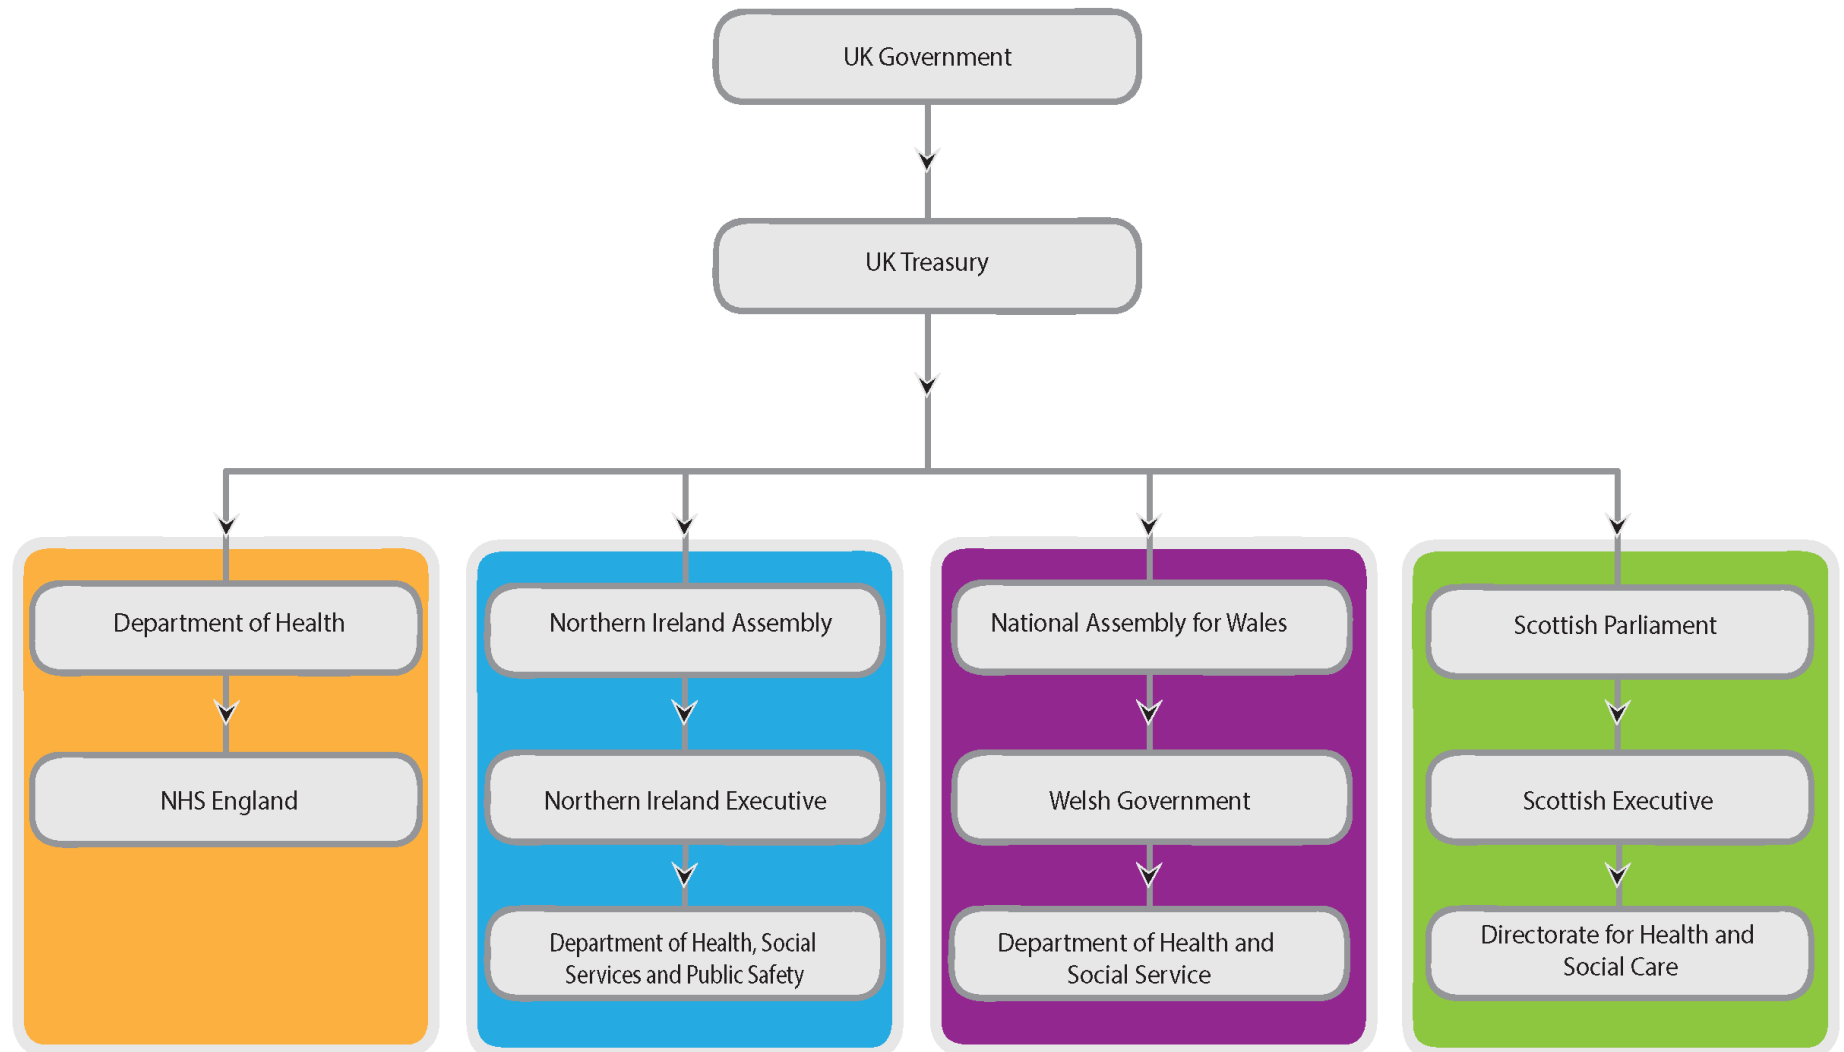 UK Government
UK Treasury
Department of Health
NHS England
Northern Ireland Assembly
Northern Ireland Executive
Department of Health, Social
Services and Public Safety
National Assembly for Wales
Welsh Government
Department of Health and
Social Service
Scottish Parliament
Scottish Executive
Directorate for Health and
Social Care